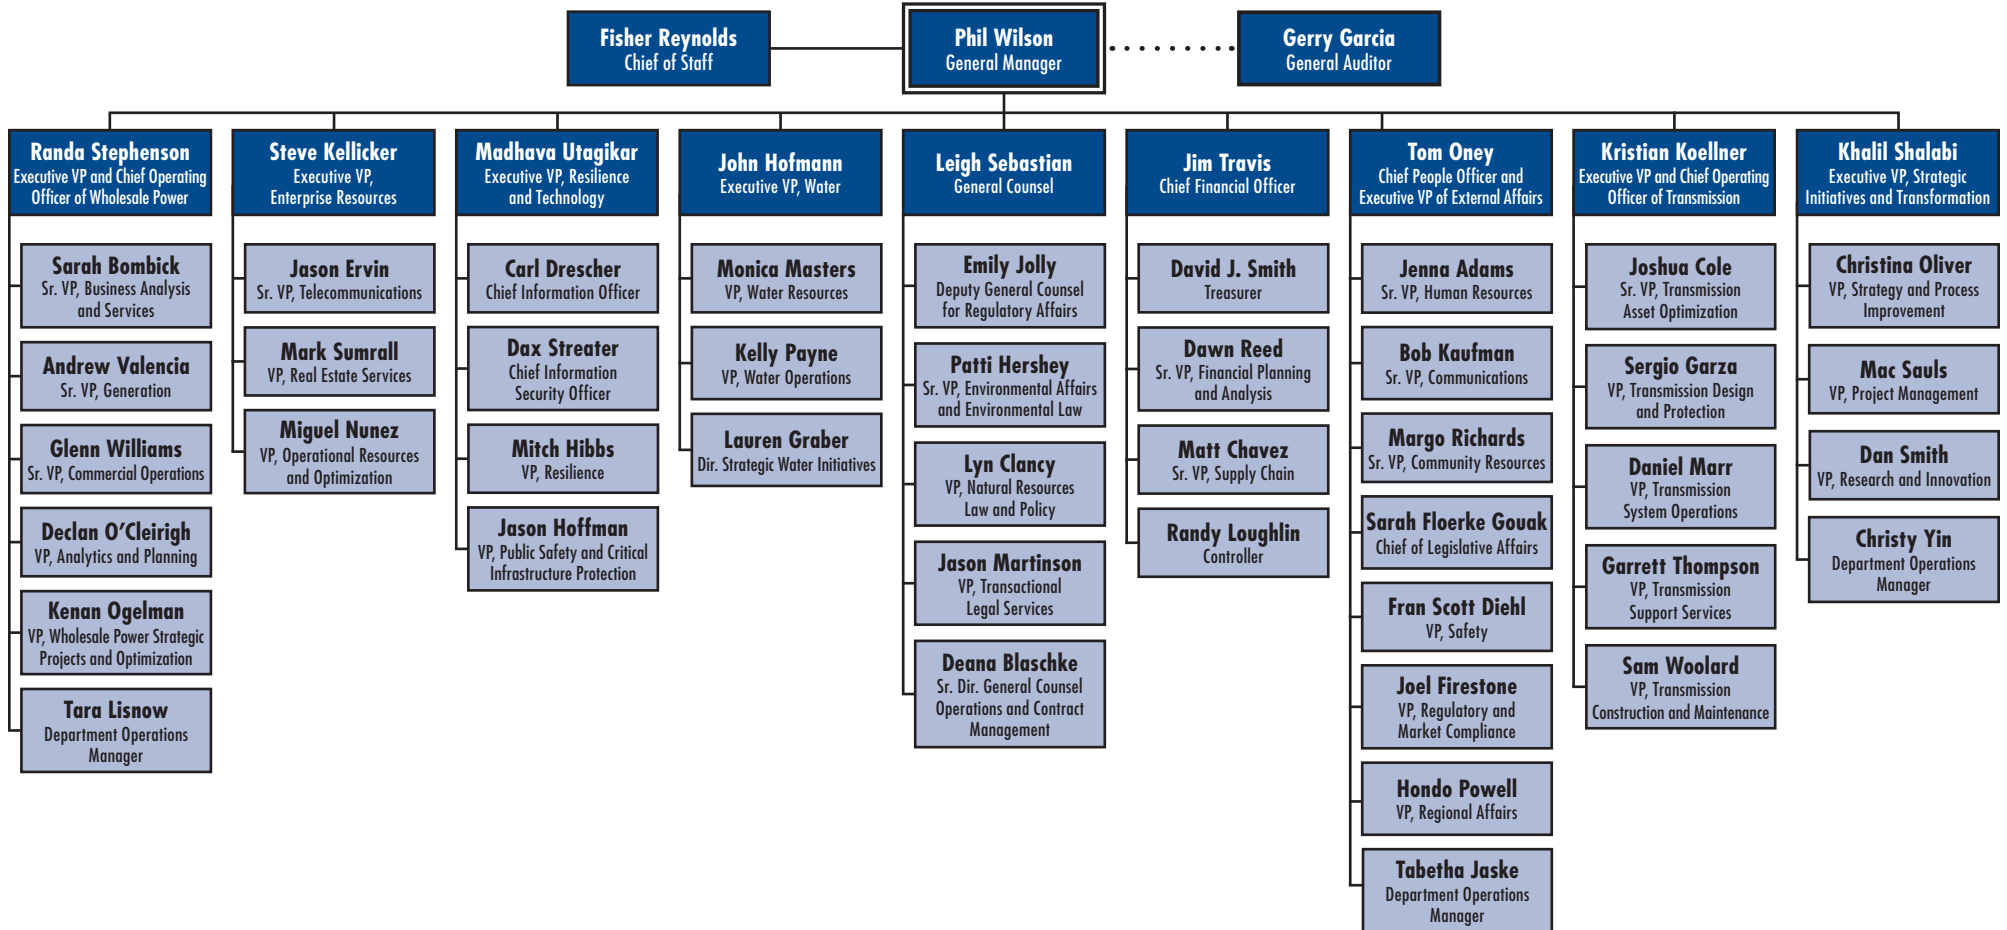 Fisher Reynolds
Chief of Staff
Phil Wilson
General Manager
Gerry Garcia
General Auditor
Randa Stephenson
Executive VP and Chief Operating
Officer of Wholesale Power
Sarah Bombick
Sr. VP, Business Analysis
and Services
Andrew Valencia
Sr. VP, Generation
Glenn Williams
Sr. VP, Commercial Operations
Declan O’Cleirigh
VP, Analytics and Planning
Kenan Ogelman
VP, Wholesale Power Strategic
Projects and Optimization
Tara Lisnow
Department Operations
Manager
Steve Kellicker
Executive VP,
Enterprise Resources
Jason Ervin
Sr. VP, Telecommunications
Mark Sumrall
VP, Real Estate Services
Miguel Nunez
VP, Operational Resources
and Optimization
Madhava Utagikar
Executive VP, Resilience
and Technology
Carl Drescher
Chief Information Officer
Dax Streater
Chief Information
Security Officer
Mitch Hibbs
VP, Resilience
Jason Hoffman
VP, Public Safety and Critical
Infrastructure Protection
John Hofmann
Executive VP, Water
Monica Masters
VP, Water Resources
Kelly Payne
VP, Water Operations
Lauren Graber
Dir. Strategic Water Initiatives
Leigh Sebastian
General Counsel
Emily Jolly
Deputy General Counsel
for Regulatory Affairs
Patti Hershey
Sr. VP, Environmental Affairs
and Environmental Law
Lyn Clancy
VP, Natural Resources
Law and Policy
Jason Martinson
VP, Transactional
Legal Services
Deana Blaschke
Sr. Dir. General Counsel
Operations and Contract
Management
Jim Travis
Chief Financial Officer
David J. Smith
Treasurer
Dawn Reed
Sr. VP, Financial Planning
and Analysis
Matt Chavez
Sr. VP, Supply Chain
Randy Loughlin
Controller
Tom Oney
Chief People Officer and
Executive VP of External Affairs
Jenna Adams
Sr. VP, Human Resources
Bob Kaufman
Sr. VP, Communications
Margo Richards
Sr. VP, Community Resources
Sarah Floerke Gouak
Chief of Legislative Affairs
Fran Scott Diehl
VP, Safety
Joel Firestone
VP, Regulatory and
Market Compliance
Hondo Powell
VP, Regional Affairs
Tabetha Jaske
Department Operations
Manager
Kristian Koellner
Executive VP and Chief Operating
Officer of Transmission
Joshua Cole
Sr. VP, Transmission
Asset Optimization
Sergio Garza
VP, Transmission Design
and Protection
Daniel Marr
VP, Transmission
System Operations
Garrett Thompson
VP, Transmission
Support Services
Sam Woolard
VP, Transmission
Construction and Maintenance
Khalil Shalabi
Executive VP, Strategic
Initiatives and Transformation
Christina Oliver
VP, Strategy and Process
Improvement
Mac Sauls
VP, Project Management
Dan Smith
VP, Research and Innovation
Christy Yin
Department Operations
Manager